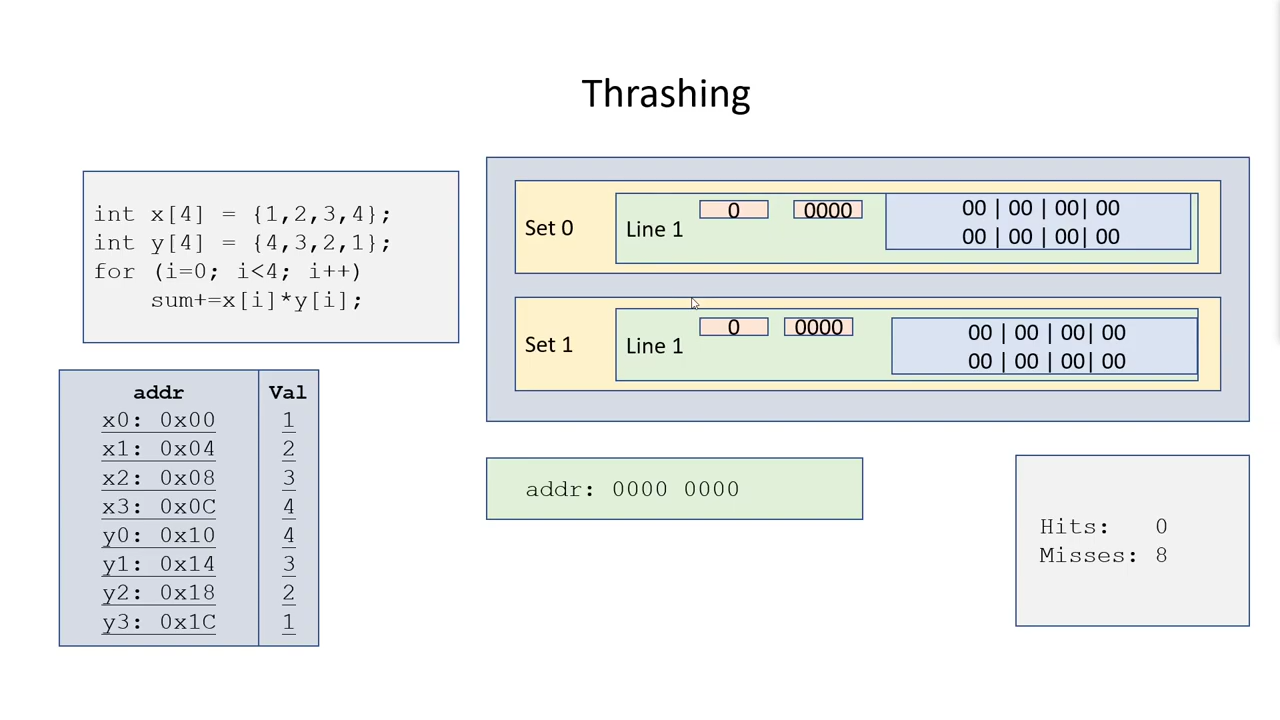 Thrashing
int x[4] = {1,2,3,4};
int y[4] = {4,3,2,1};
for (i=0; i<4; i++)
sum+=x[i]*y[i];
Set 0
Line 1
0
0000
00 | 00 | 00| 00
00 | 00 | 00| 00
Set 1
Line 1
0
0000
00 | 00 | 00| 00
00 | 00 | 00| 00
addr Val
x0: 0x00 1
x1: 0x04 2
x2: 0x08 3
x3: 0x0C 4
y0: 0x10 4
y1: 0x14 3
y2: 0x18 2
y3: 0x1C 1
addr: 0000 0000
Hits: 0
Misses: 8